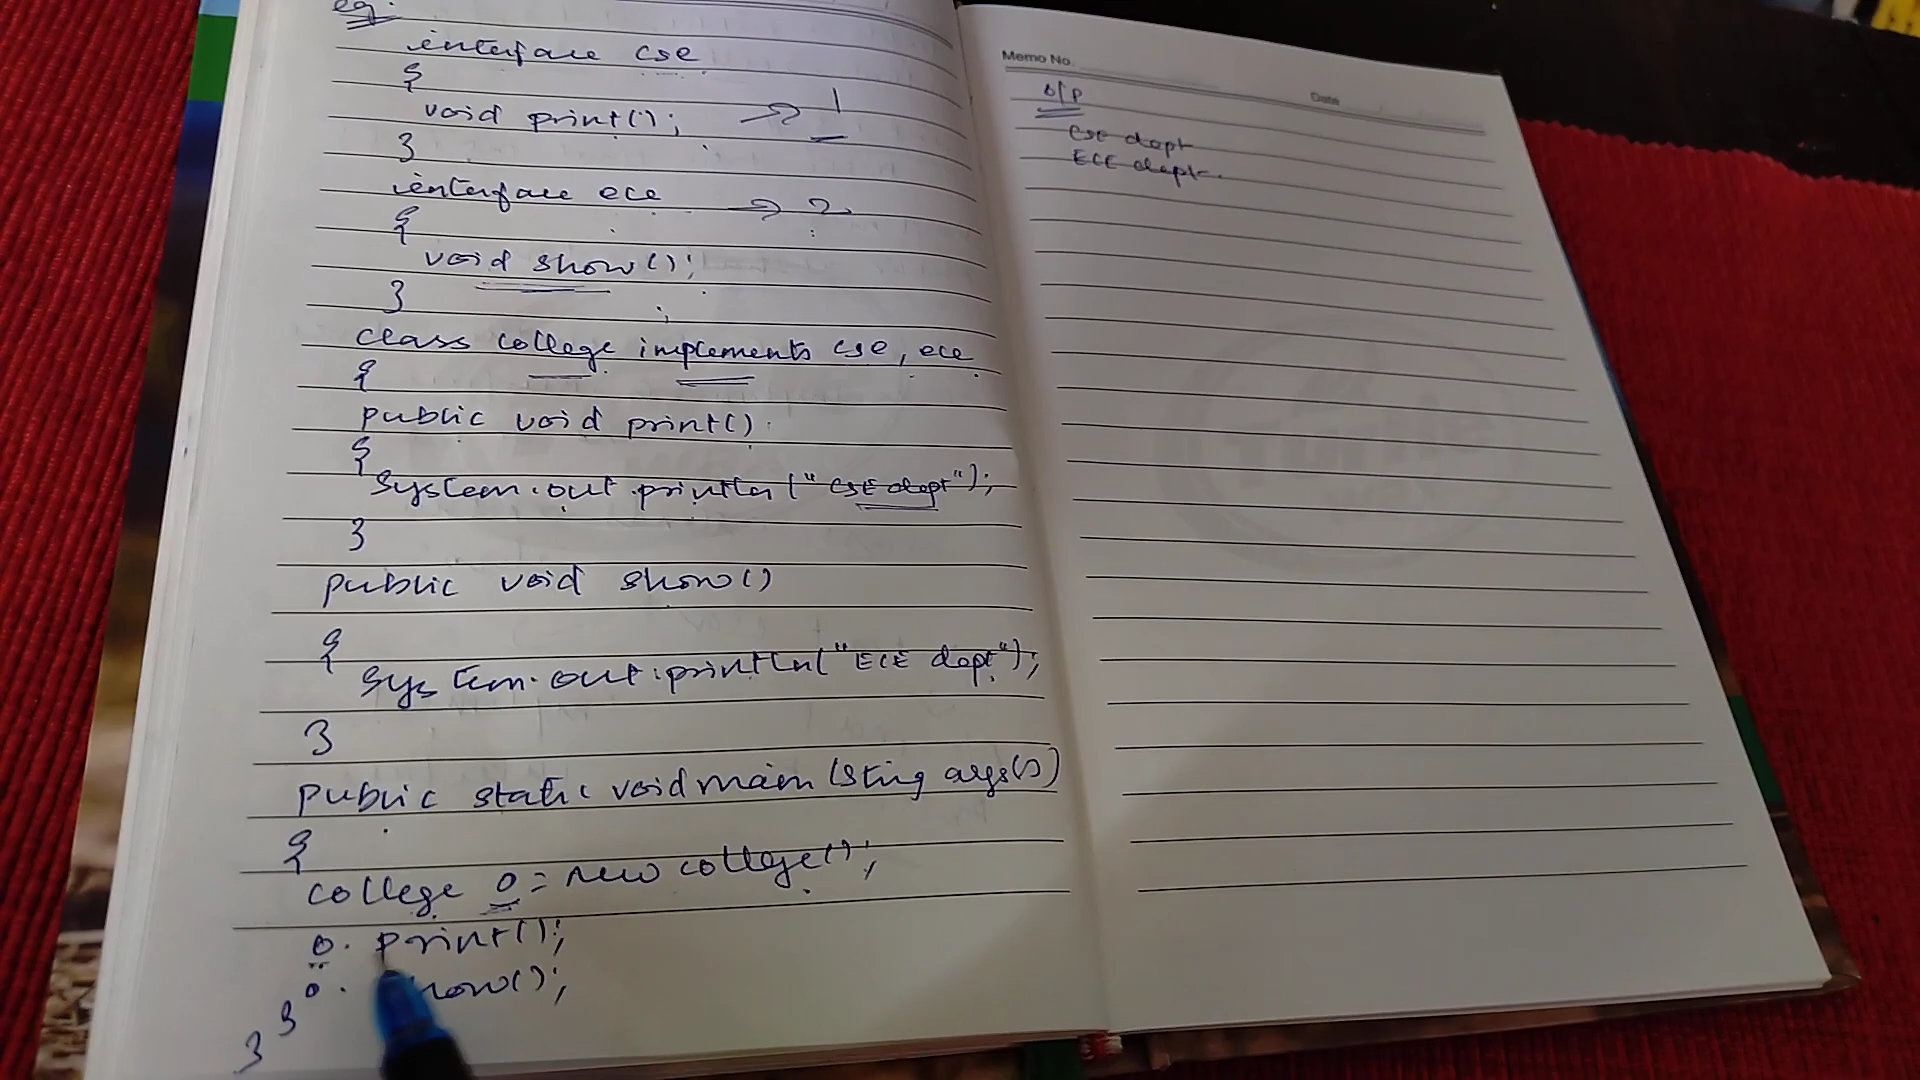 eg:
interface cse
{
void print(); → 1
}
interface ece → 2
{
void show();
}
class college implements cse, ece
{
public void print()
{
System.out.println("CSE dept");
}
public void show()
{
System.out.println("ECE dept");
}
public static void main (String args())
{
college o = new college();
o. print();
o. how();
}
}
Memo No.
Date
O/P
CSE dept
ECE dept.